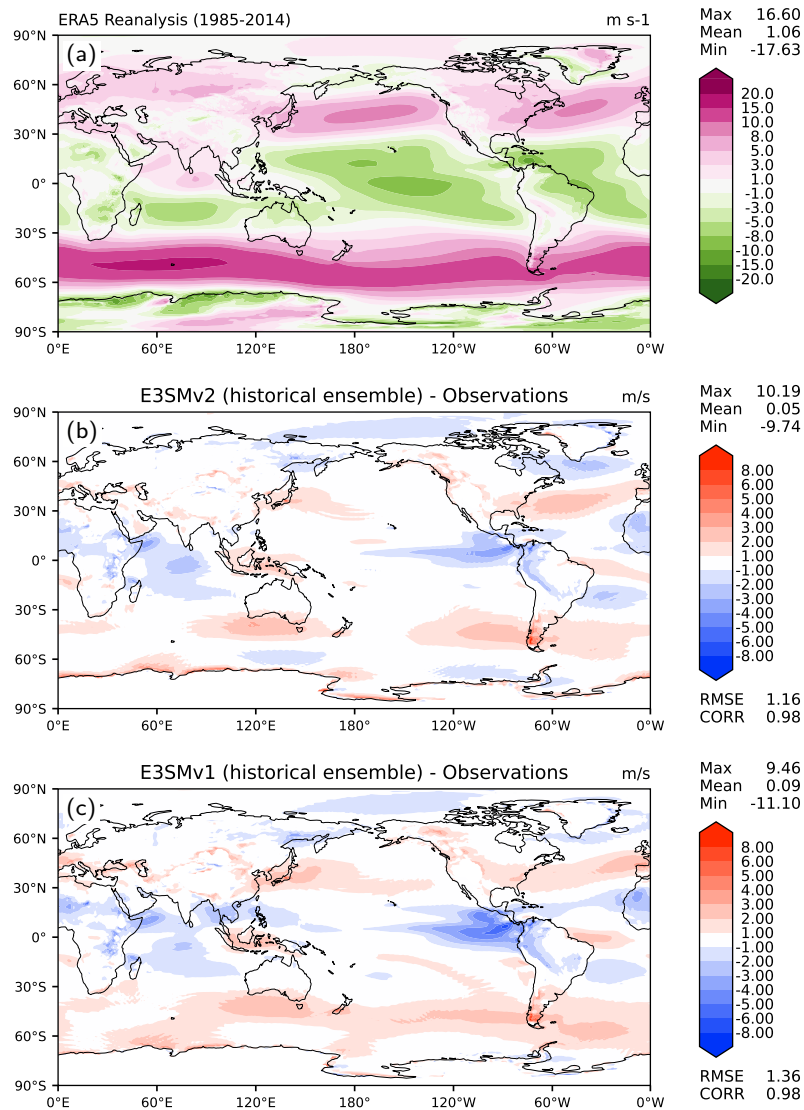 ERA5 Reanalysis (1985-2014) m s-1
Max 16.60
Mean 1.06
Min -17.63
(a)
90°N
60°N
30°N
0°
30°S
60°S
90°S
0°E 60°E 120°E 180° 120°W 60°W 0°W
20.0
15.0
10.0
8.0
5.0
3.0
1.0
-1.0
-3.0
-5.0
-8.0
-10.0
-15.0
-20.0
E3SMv2 (historical ensemble) - Observations m/s
Max 10.19
Mean 0.05
Min -9.74
(b)
90°N
60°N
30°N
0°
30°S
60°S
90°S
0°E 60°E 120°E 180° 120°W 60°W 0°W
8.00
6.00
5.00
4.00
3.00
2.00
1.00
-1.00
-2.00
-3.00
-4.00
-5.00
-6.00
-8.00
RMSE 1.16
CORR 0.98
E3SMv1 (historical ensemble) - Observations m/s
Max 9.46
Mean 0.09
Min -11.10
(c)
90°N
60°N
30°N
0°
30°S
60°S
90°S
0°E 60°E 120°E 180° 120°W 60°W 0°W
8.00
6.00
5.00
4.00
3.00
2.00
1.00
-1.00
-2.00
-3.00
-4.00
-5.00
-6.00
-8.00
RMSE 1.36
CORR 0.98